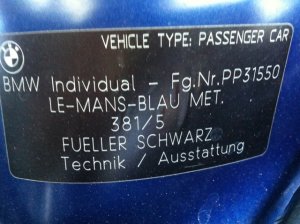 BMW
VEHICLE TYPE: PASSENGER CAR
BMW Individual - Fg.Nr.PP31550
LE-MANS-BLAU MET.
381/5
FUELLER SCHWARZ
Technik / Ausstattung